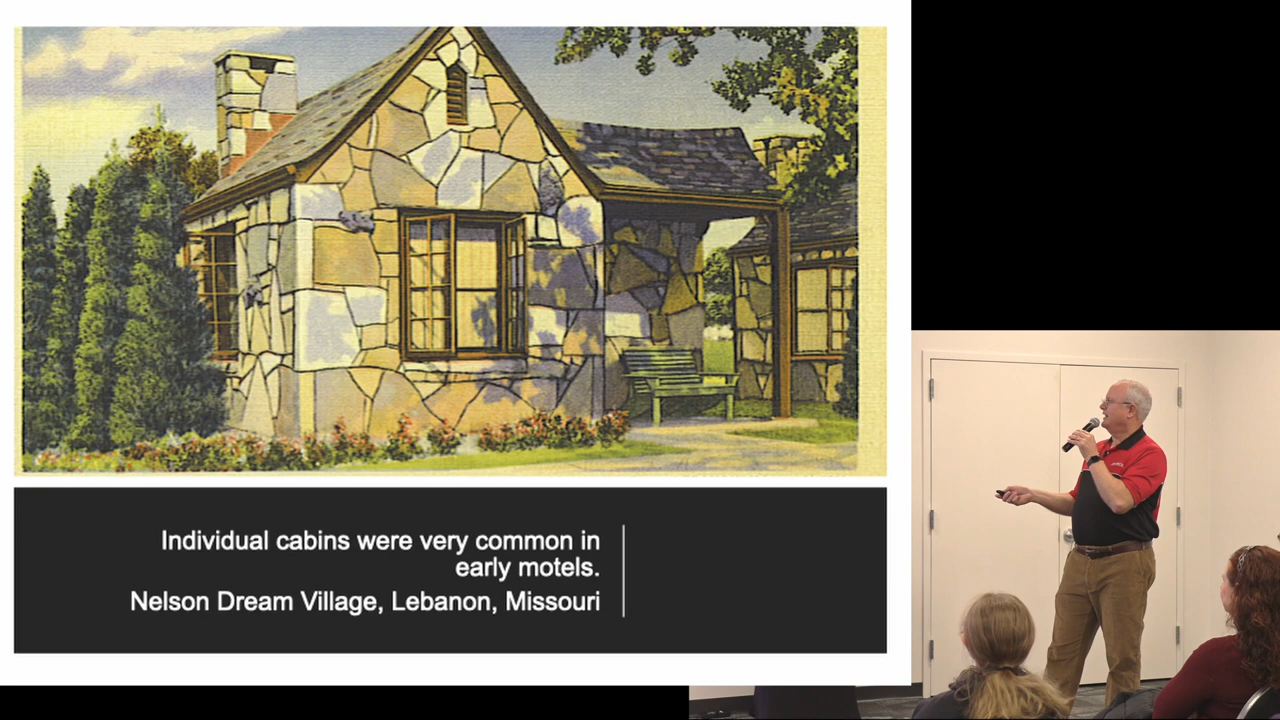 Individual cabins were very common in
early motels.
Nelson Dream Village, Lebanon, Missouri